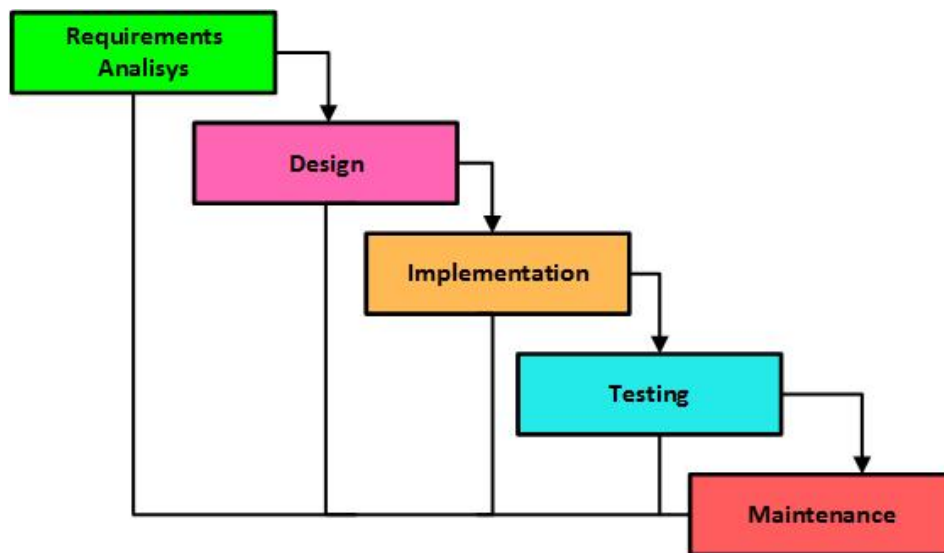 Requirements
Analisys
Design
Implementation
Testing
Maintenance